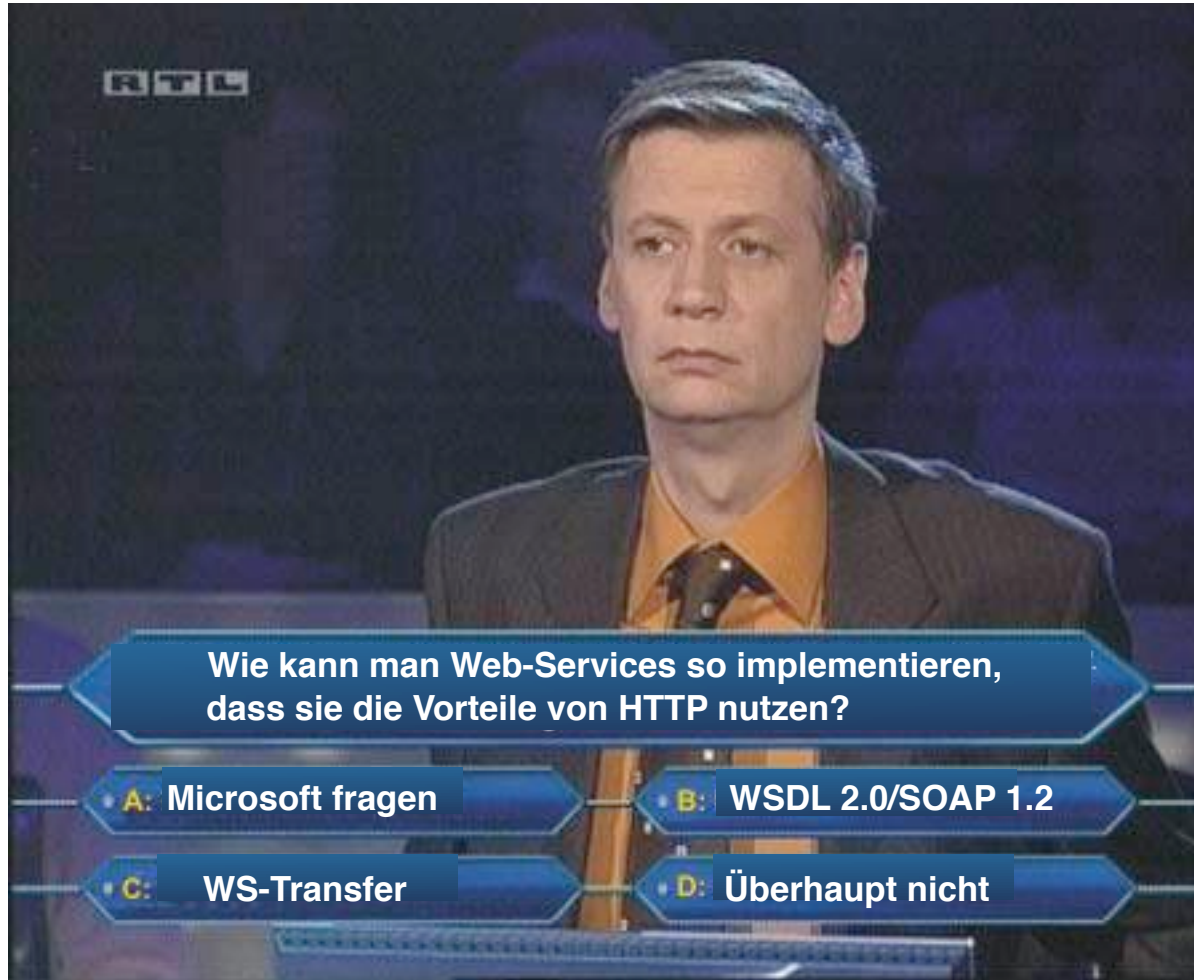 RTL
Wie kann man Web-Services so implementieren,
dass sie die Vorteile von HTTP nutzen?
A: Microsoft fragen
B: WSDL 2.0/SOAP 1.2
C: WS-Transfer
D: Überhaupt nicht